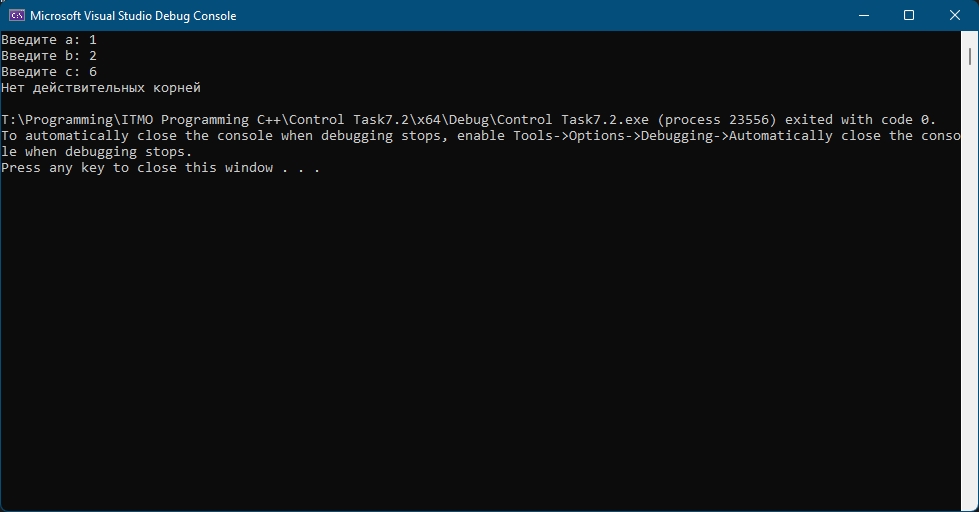 Microsoft Visual Studio Debug Console
Введите a: 1
Введите b: 2
Введите c: 6
Нет действительных корней
T:\Programming\ITMO Programming C++\Control Task7.2\x64\Debug\Control Task7.2.exe (process 23556) exited with code 0.
To automatically close the console when debugging stops, enable Tools->Options->Debugging->Automatically close the conso
le when debugging stops.
Press any key to close this window . . .